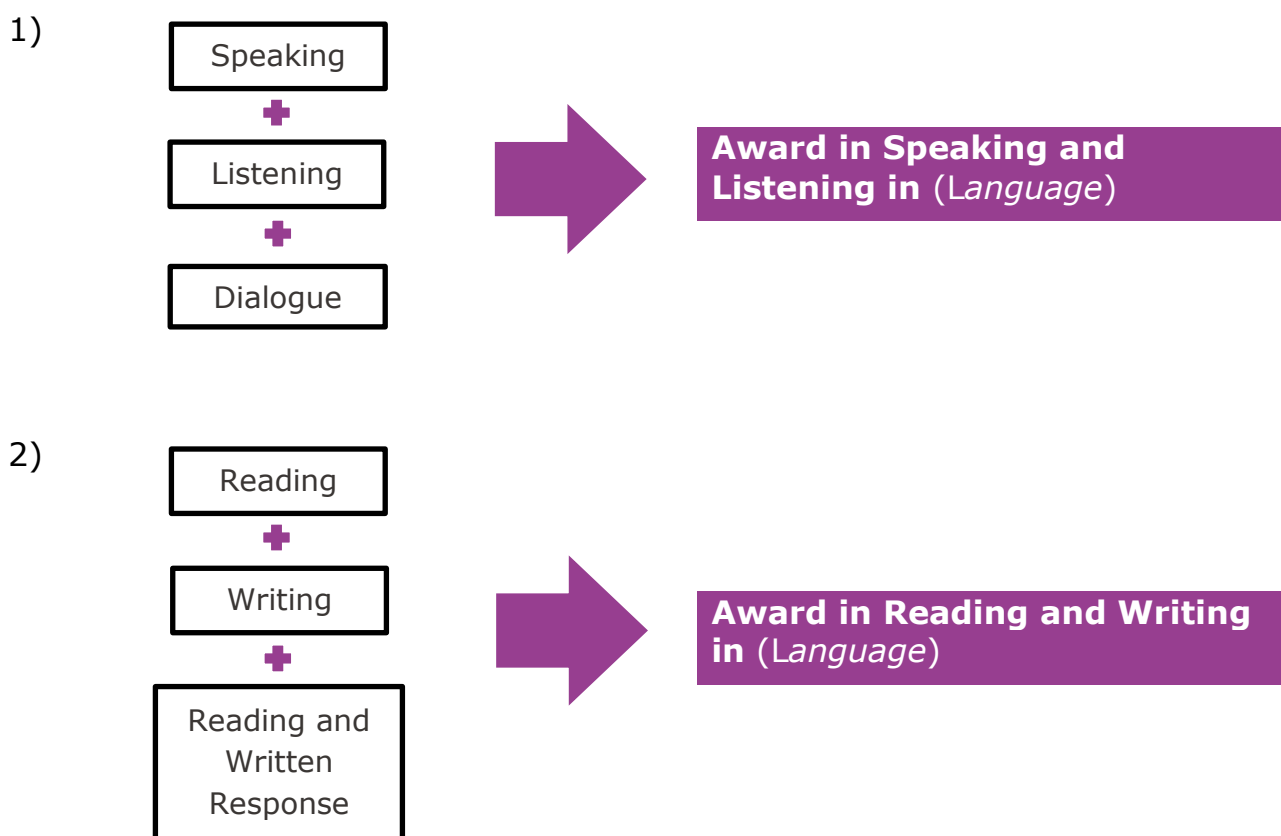 1)
Speaking
Listening
Dialogue
Award in Speaking and
Listening in (Language)
2)
Reading
Writing
Reading and
Written
Response
Award in Reading and Writing
in (Language)